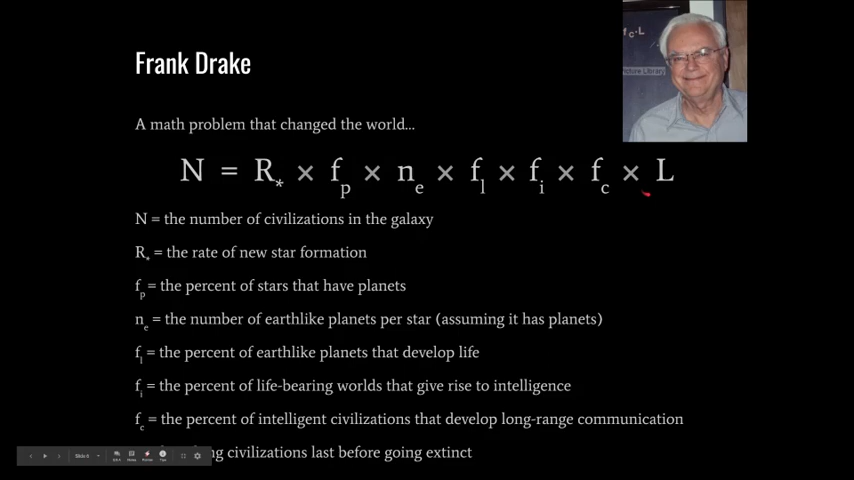 Frank Drake
f c · L
Picture Library
A math problem that changed the world...
N = R* × fp × ne × fl × fi × fc × L
N = the number of civilizations in the galaxy
R* = the rate of new star formation
fp = the percent of stars that have planets
ne = the number of earthlike planets per star (assuming it has planets)
fl = the percent of earthlike planets that develop life
fi = the percent of life-bearing worlds that give rise to intelligence
fc = the percent of intelligent civilizations that develop long-range communication
civilizations last before going extinct
Slide 8